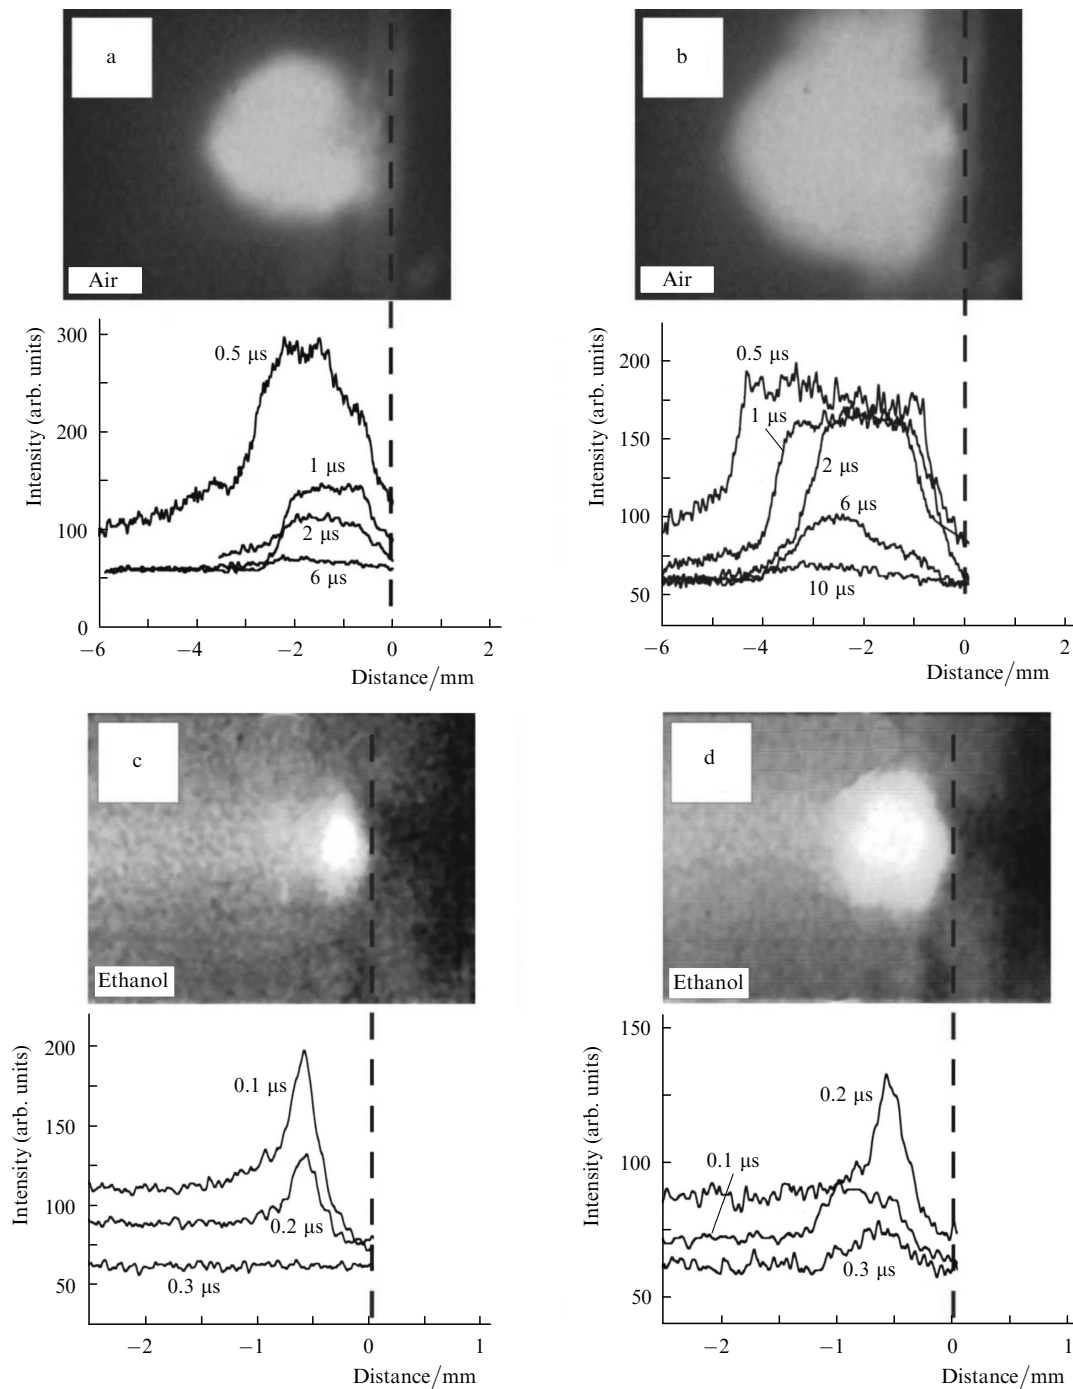 a
Air
Intensity (arb. units)
300
200
100
0
0.5 μs
1 μs
2 μs
6 μs
−6
−4
−2
0
2
Distance/mm
b
Air
Intensity (arb. units)
200
150
100
50
0.5 μs
1 μs
2 μs
6 μs
10 μs
−6
−4
−2
0
1
Distance/mm
c
Ethanol
Intensity (arb. units)
200
150
100
50
0.1 μs
0.2 μs
0.3 μs
−2
−1
0
1
Distance/mm
d
Ethanol
Intensity (arb. units)
150
100
50
0.2 μs
0.1 μs
0.3 μs
−2
−1
0
1
Distance/mm